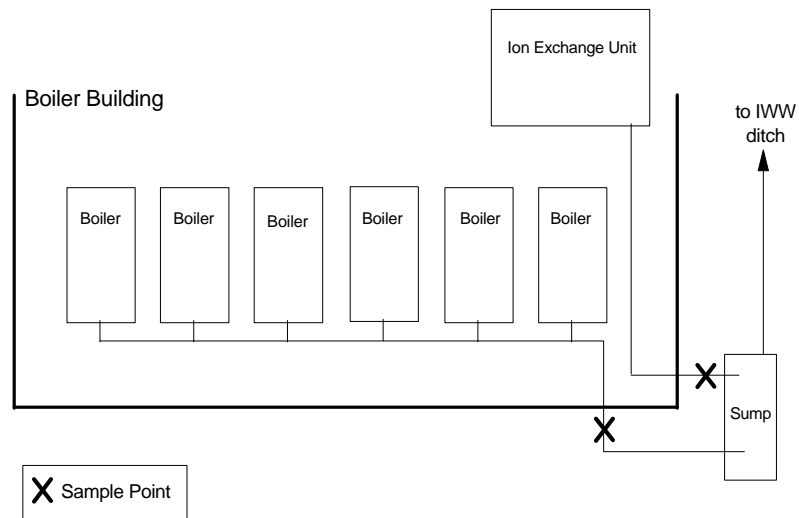 Ion Exchange Unit
Boiler Building
to IWW
ditch
Boiler
Boiler
Boiler
Boiler
Boiler
Boiler
Sump
X Sample Point